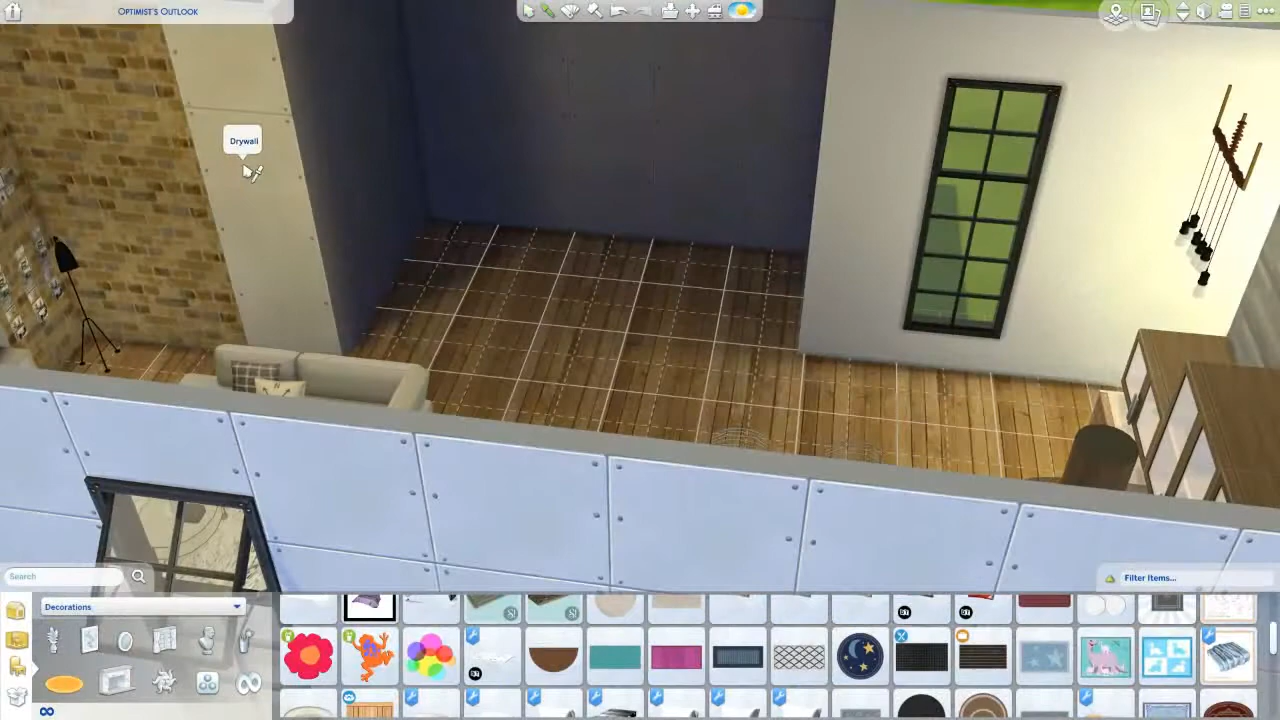 OPTIMIST'S OUTLOOK
Drywall
Search
Filter Items...
Decorations